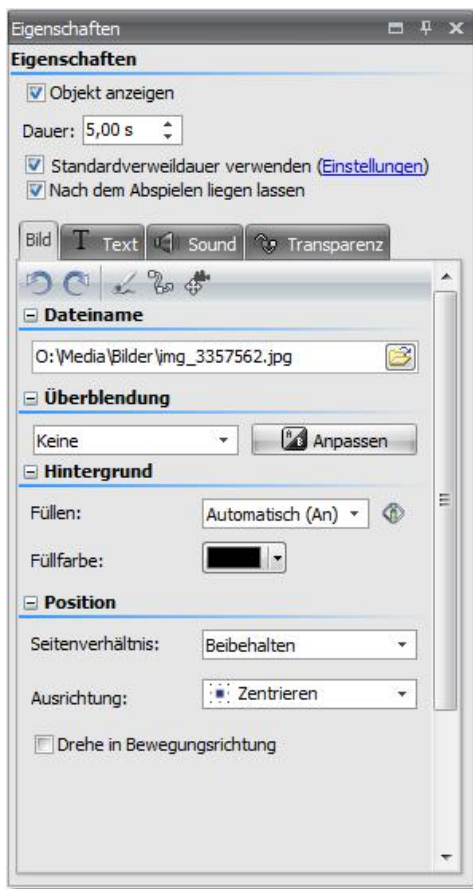 Eigenschaften
Eigenschaften
Objekt anzeigen
Dauer: 5,00 s
Standardverweildauer verwenden (Einstellungen)
Nach dem Abspielen liegen lassen
Bild T Text Sound Transparenz
Dateiname
O:\Media\Bilder\img_3357562.jpg
Überblendung
Keine A/B Anpassen
Hintergrund
Füllen: Automatisch (An)
Füllfarbe:
Position
Seitenverhältnis: Beibehalten
Ausrichtung: Zentrieren
Drehe in Bewegungsrichtung